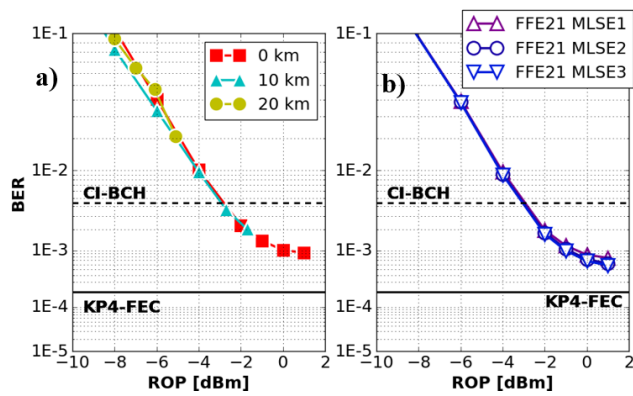 a)
0 km
10 km
20 km
1E-1
1E-2
1E-3
1E-4
1E-5
BER
CI-BCH
KP4-FEC
−10 −8 −6 −4 −2 0 2
ROP [dBm]
b)
FFE21 MLSE1
FFE21 MLSE2
FFE21 MLSE3
1E-1
1E-2
1E-3
1E-4
1E-5
CI-BCH
KP4-FEC
−10 −8 −6 −4 −2 0 2
ROP [dBm]